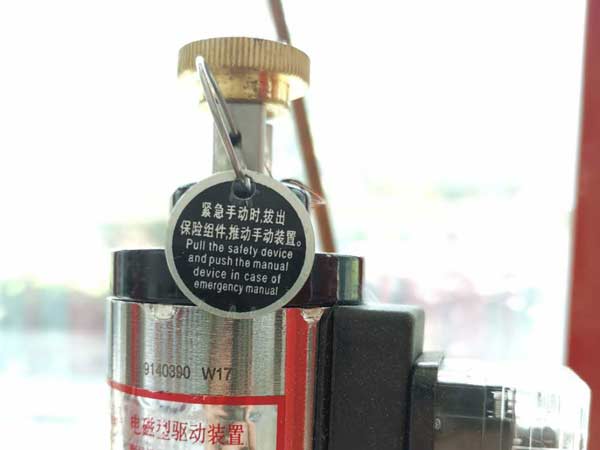 紧急手动时,拔出
保险组件,推动手动装置。
Pull the safety device
and push the manual
device in case of
emergency manual
9140390 W17
电磁型驱动装置